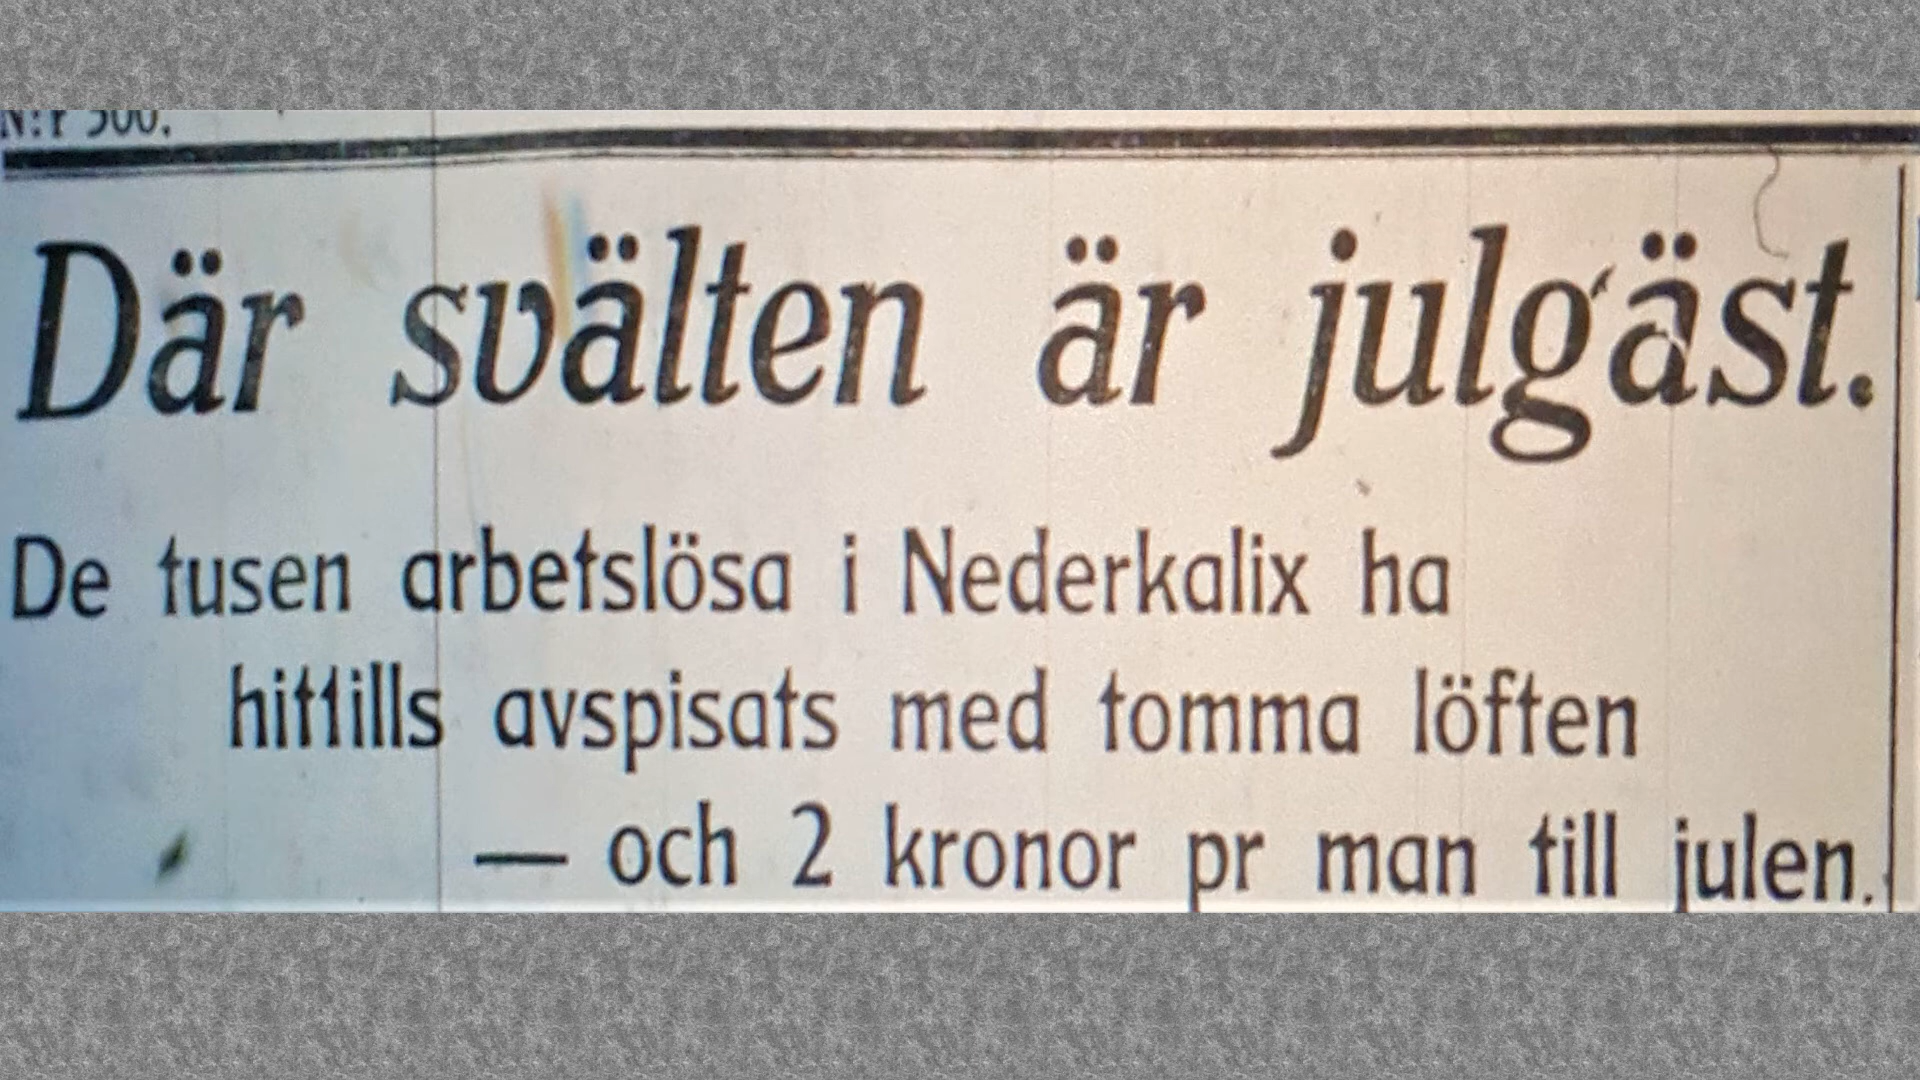 N:r 300.
Där svälten är julgäst.
De tusen arbetslösa i Nederkalix ha
hittills avspisats med tomma löften
— och 2 kronor pr man till julen.